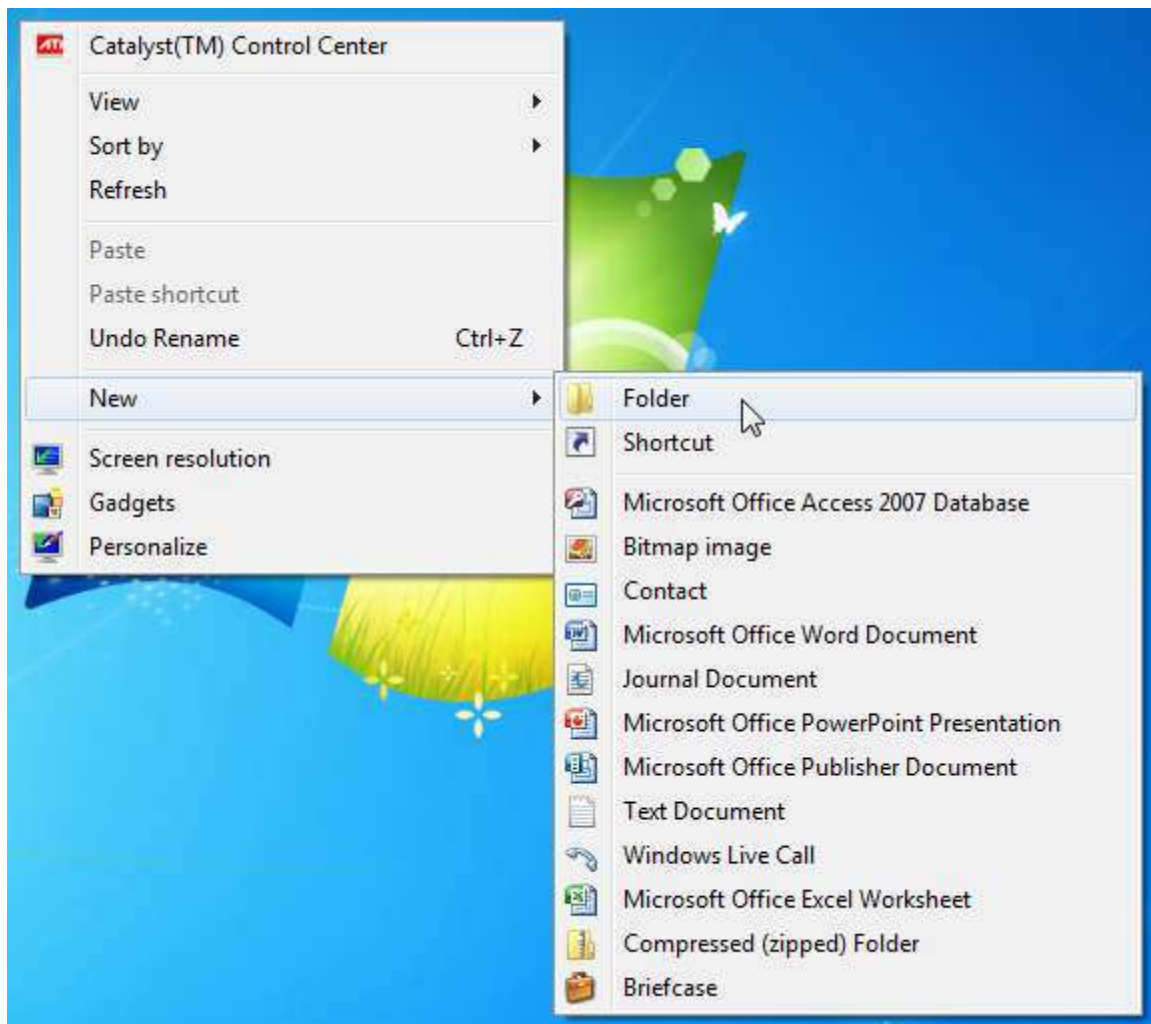 Catalyst(TM) Control Center
View
Sort by
Refresh
Paste
Paste shortcut
Undo Rename Ctrl+Z
New
Screen resolution
Gadgets
Personalize
Folder
Shortcut
Microsoft Office Access 2007 Database
Bitmap image
Contact
Microsoft Office Word Document
Journal Document
Microsoft Office PowerPoint Presentation
Microsoft Office Publisher Document
Text Document
Windows Live Call
Microsoft Office Excel Worksheet
Compressed (zipped) Folder
Briefcase